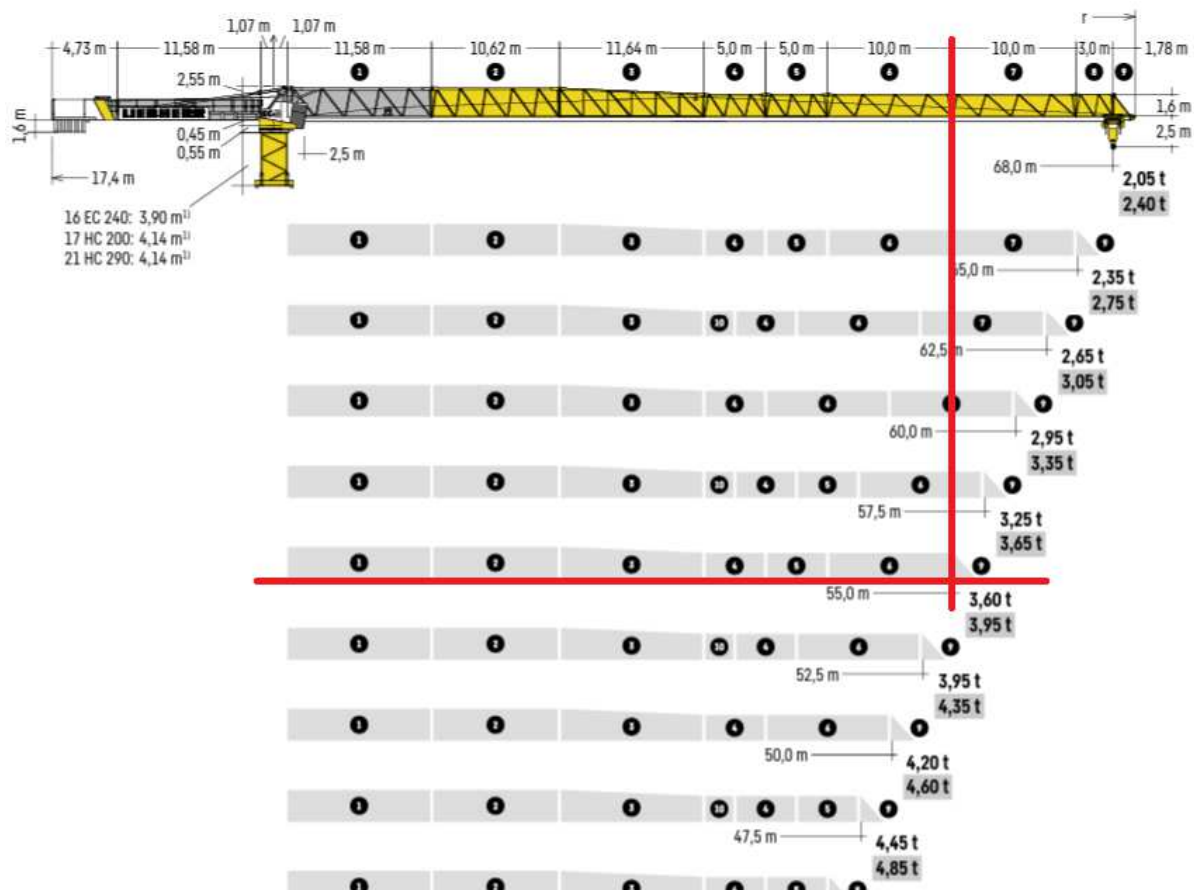 r
1,07 m 1,07 m
4,73 m 11,58 m 11,58 m 10,62 m 11,64 m 5,0 m 5,0 m 10,0 m 10,0 m 3,0 m 1,78 m
1 2 3 4 5 6 7 8 9
2,55 m
LIEBHERR
1,6 m
0,45 m
0,55 m
2,5 m
1,6 m
2,5 m
17,4 m
68,0 m
2,05 t
2,40 t
16 EC 240: 3,90 m¹⁾
17 HC 200: 4,14 m¹⁾
21 HC 290: 4,14 m¹⁾
1 2 3 4 5 6 7 9
65,0 m
2,35 t
2,75 t
1 2 3 10 4 6 7 9
62,5 m
2,65 t
3,05 t
1 2 3 4 6 9
60,0 m
2,95 t
3,35 t
1 2 3 10 4 5 6 9
57,5 m
3,25 t
3,65 t
1 2 3 4 5 6 9
55,0 m
3,60 t
3,95 t
1 2 3 10 4 6 9
52,5 m
3,95 t
4,35 t
1 2 3 4 6 9
50,0 m
4,20 t
4,60 t
1 2 3 10 4 5 9
47,5 m
4,45 t
4,85 t
1 2 3 4 5 9